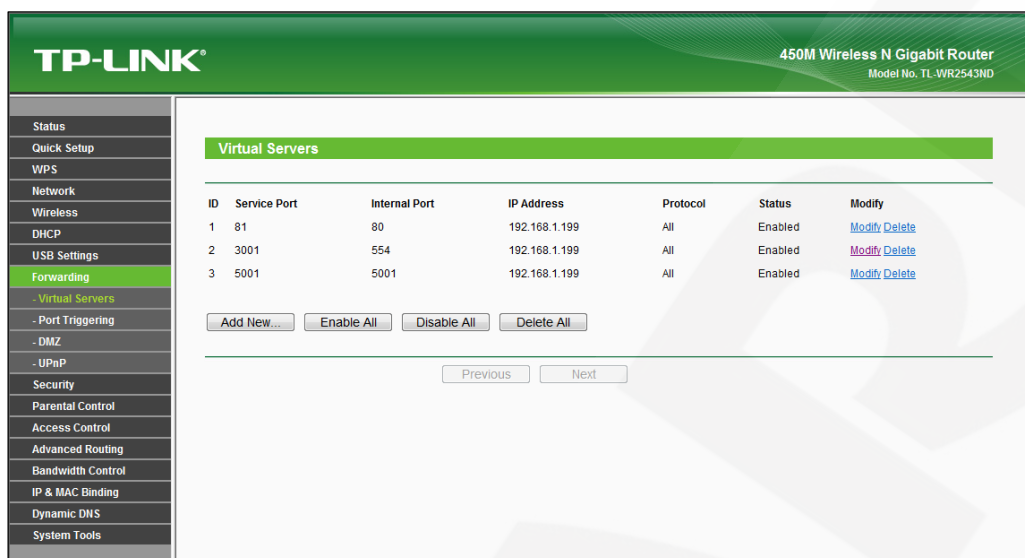 TP-LINK®
450M Wireless N Gigabit Router
Model No. TL-WR2543ND
Status
Quick Setup
WPS
Network
Wireless
DHCP
USB Settings
Forwarding
- Virtual Servers
- Port Triggering
- DMZ
- UPnP
Security
Parental Control
Access Control
Advanced Routing
Bandwidth Control
IP & MAC Binding
Dynamic DNS
System Tools
Virtual Servers
ID Service Port Internal Port IP Address Protocol Status Modify
1 81 80 192.168.1.199 All Enabled Modify Delete
2 3001 554 192.168.1.199 All Enabled Modify Delete
3 5001 5001 192.168.1.199 All Enabled Modify Delete
Add New... Enable All Disable All Delete All
Previous Next